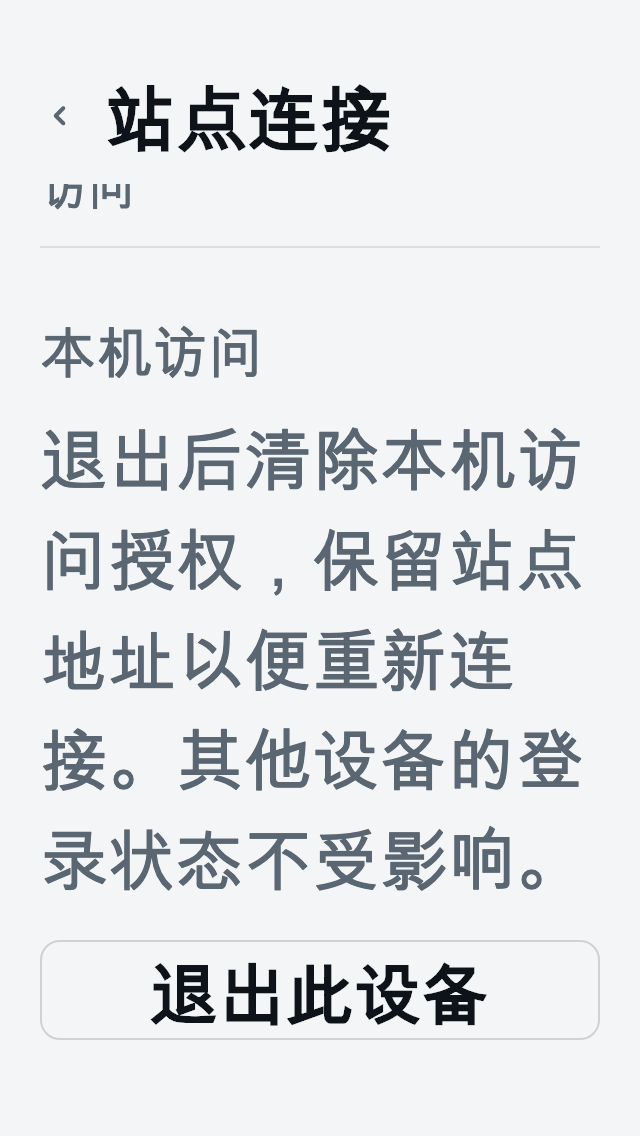 站点连接
访问
本机访问
退出后清除本机访
问授权，保留站点
地址以便重新连
接。其他设备的登
录状态不受影响。
退出此设备